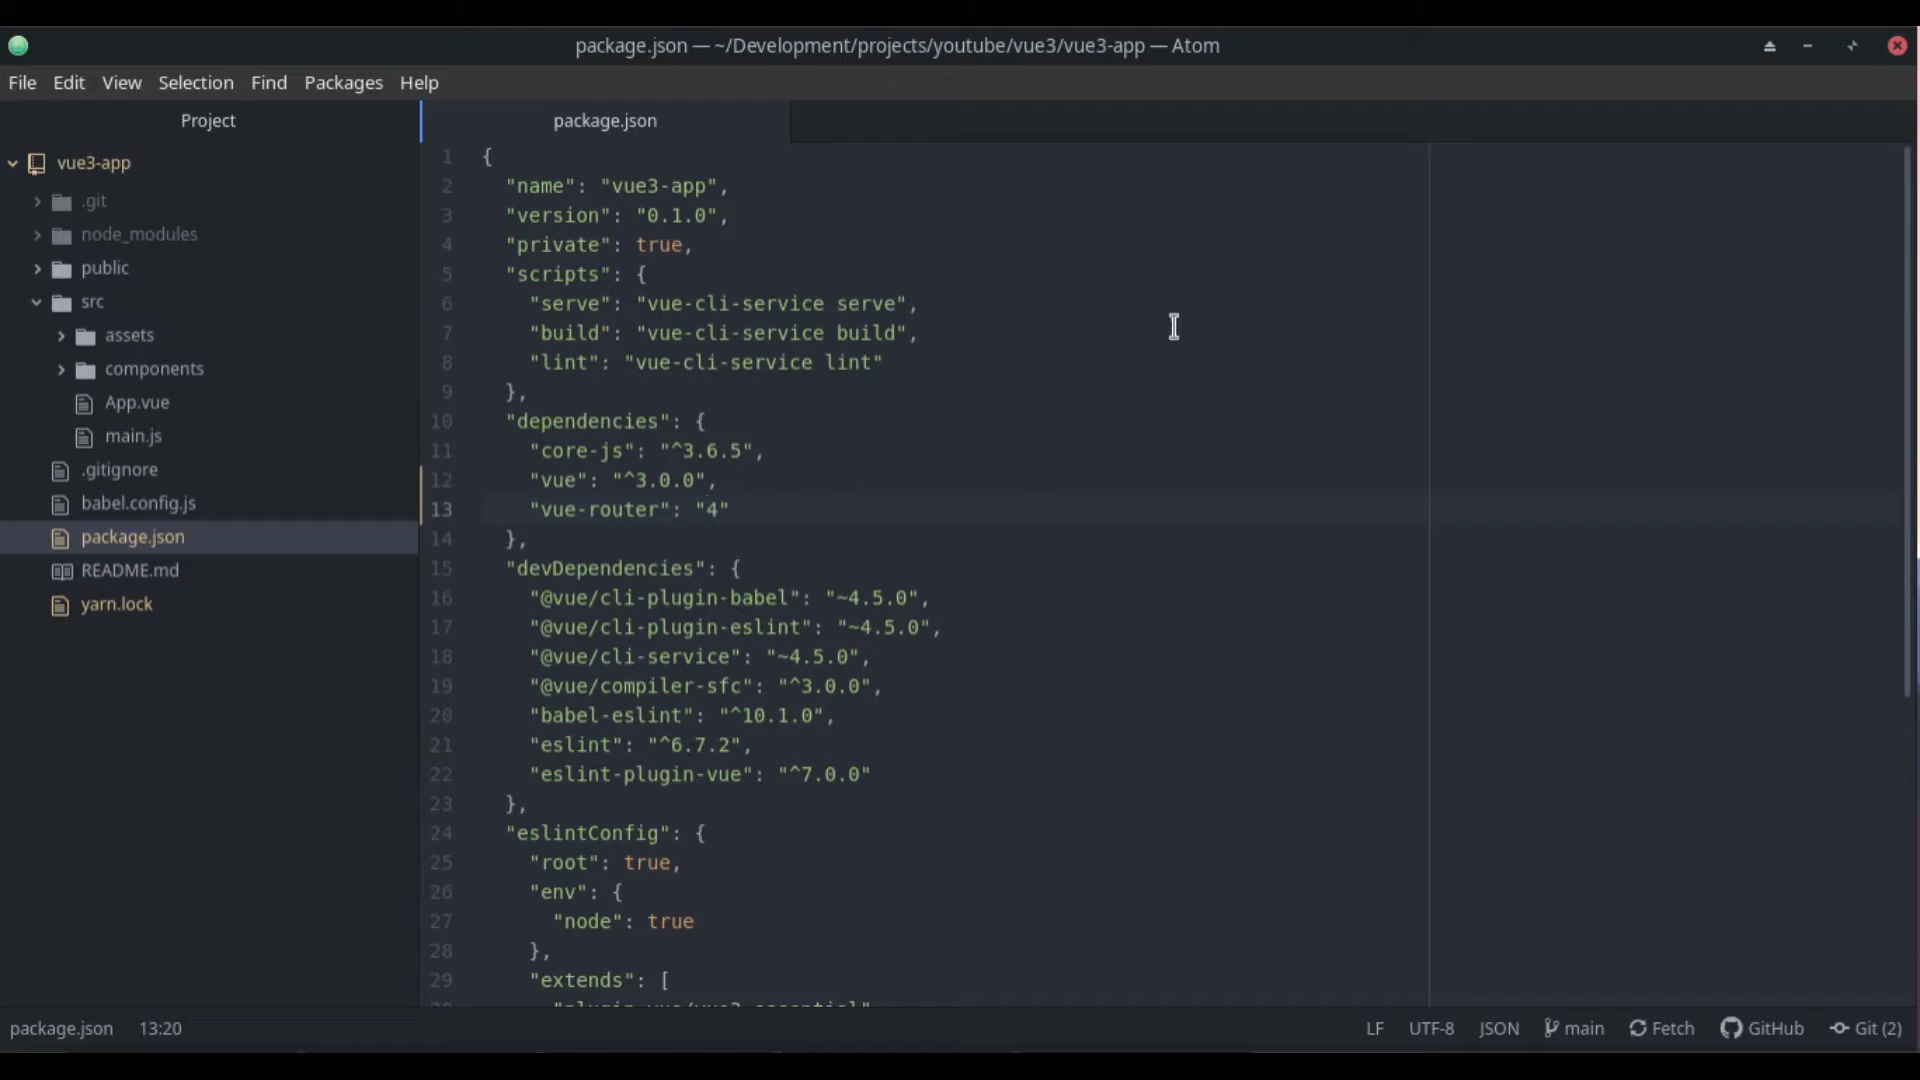 package.json — ~/Development/projects/youtube/vue3/vue3-app — Atom
File Edit View Selection Find Packages Help
Project
package.json
vue3-app
.git
node_modules
public
src
assets
components
App.vue
main.js
.gitignore
babel.config.js
package.json
README.md
yarn.lock
1 {
2 "name": "vue3-app",
3 "version": "0.1.0",
4 "private": true,
5 "scripts": {
6 "serve": "vue-cli-service serve",
7 "build": "vue-cli-service build",
8 "lint": "vue-cli-service lint"
9 },
10 "dependencies": {
11 "core-js": "^3.6.5",
12 "vue": "^3.0.0",
13 "vue-router": "4"
14 },
15 "devDependencies": {
16 "@vue/cli-plugin-babel": "~4.5.0",
17 "@vue/cli-plugin-eslint": "~4.5.0",
18 "@vue/cli-service": "~4.5.0",
19 "@vue/compiler-sfc": "^3.0.0",
20 "babel-eslint": "^10.1.0",
21 "eslint": "^6.7.2",
22 "eslint-plugin-vue": "^7.0.0"
23 },
24 "eslintConfig": {
25 "root": true,
26 "env": {
27 "node": true
28 },
29 "extends": [
package.json 13:20 LF UTF-8 JSON main Fetch GitHub Git (2)